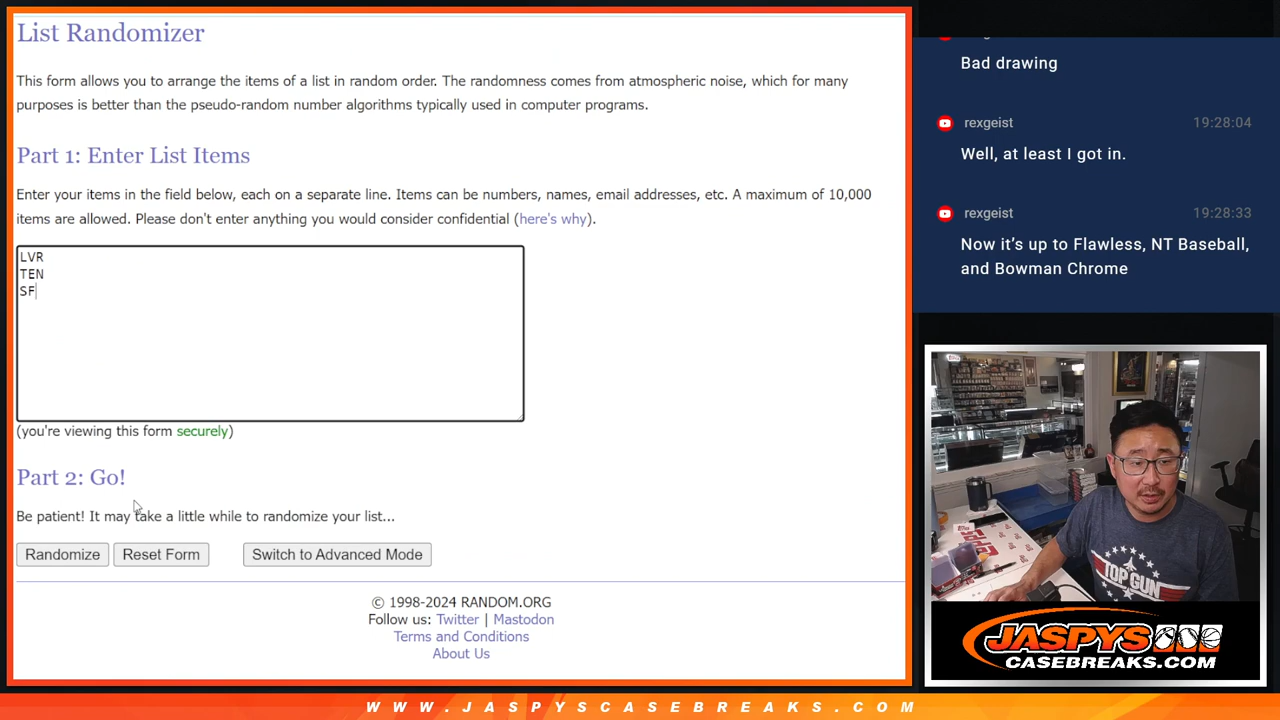 List Randomizer
This form allows you to arrange the items of a list in random order. The randomness comes from atmospheric noise, which for many
purposes is better than the pseudo-random number algorithms typically used in computer programs.
Part 1: Enter List Items
Enter your items in the field below, each on a separate line. Items can be numbers, names, email addresses, etc. A maximum of 10,000
items are allowed. Please don't enter anything you would consider confidential (here's why).
LVR
TEN
SF
(you're viewing this form securely)
Part 2: Go!
Be patient! It may take a little while to randomize your list...
Randomize
Reset Form
Switch to Advanced Mode
© 1998-2024 RANDOM.ORG
Follow us: Twitter | Mastodon
Terms and Conditions
About Us
Bad drawing
rexgeist 19:28:04
Well, at least I got in.
rexgeist 19:28:33
Now it's up to Flawless, NT Baseball,
and Bowman Chrome
TOP GUN
JASPYS
CASEBREAKS.COM
WWW.JASPYSCASEBREAKS.COM